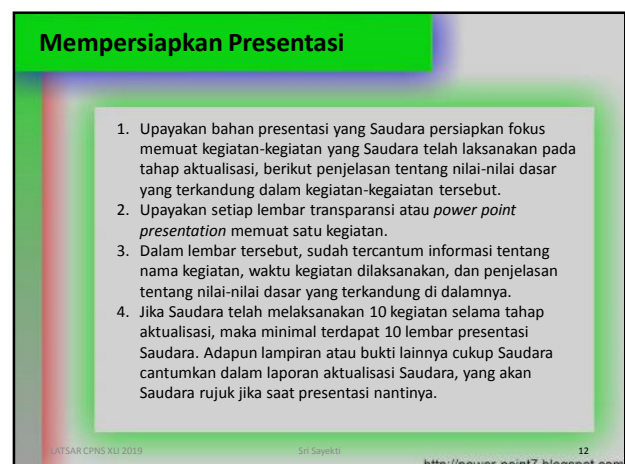 Mempersiapkan Presentasi
1. Upayakan bahan presentasi yang Saudara persiapkan fokus
memuat kegiatan-kegiatan yang Saudara telah laksanakan pada
tahap aktualisasi, berikut penjelasan tentang nilai-nilai dasar
yang terkandung dalam kegiatan-kegaiatan tersebut.
2. Upayakan setiap lembar transparansi atau power point
presentation memuat satu kegiatan.
3. Dalam lembar tersebut, sudah tercantum informasi tentang
nama kegiatan, waktu kegiatan dilaksanakan, dan penjelasan
tentang nilai-nilai dasar yang terkandung di dalamnya.
4. Jika Saudara telah melaksanakan 10 kegiatan selama tahap
aktualisasi, maka minimal terdapat 10 lembar presentasi
Saudara. Adapun lampiran atau bukti lainnya cukup Saudara
cantumkan dalam laporan aktualisasi Saudara, yang akan
Saudara rujuk jika saat presentasi nantinya.
LATSAR CPNS XLI 2019 Sri Sayekti 12
http://power-point7.blogspot.com